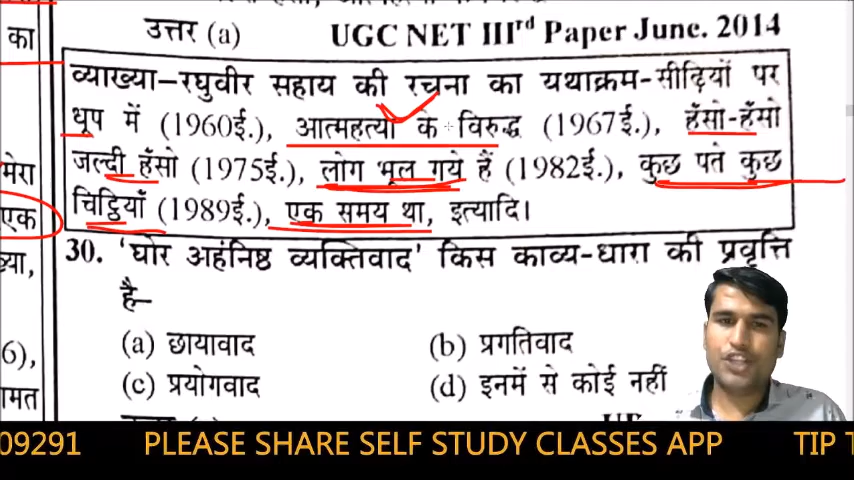 का
उत्तर (a) UGC NET IIIrd Paper June. 2014
व्याख्या–रघुवीर सहाय की रचना का यथाक्रम–सीढ़ियों पर
धूप में (1960ई.), आत्महत्या के विरुद्ध (1967ई.), हँसो-हँसो
जल्दी हँसो (1975ई.), लोग भूल गये हैं (1982ई.), कुछ पते कुछ
चिट्ठियाँ (1989ई.), एक समय था, इत्यादि।
मेरा
एक
30. 'घोर अहंनिष्ठ व्यक्तिवाद' किस काव्य-धारा की प्रवृत्ति
है–
(a) छायावाद (b) प्रगतिवाद
(c) प्रयोगवाद (d) इनमें से कोई नहीं
6),
09291 PLEASE SHARE SELF STUDY CLASSES APP TIP